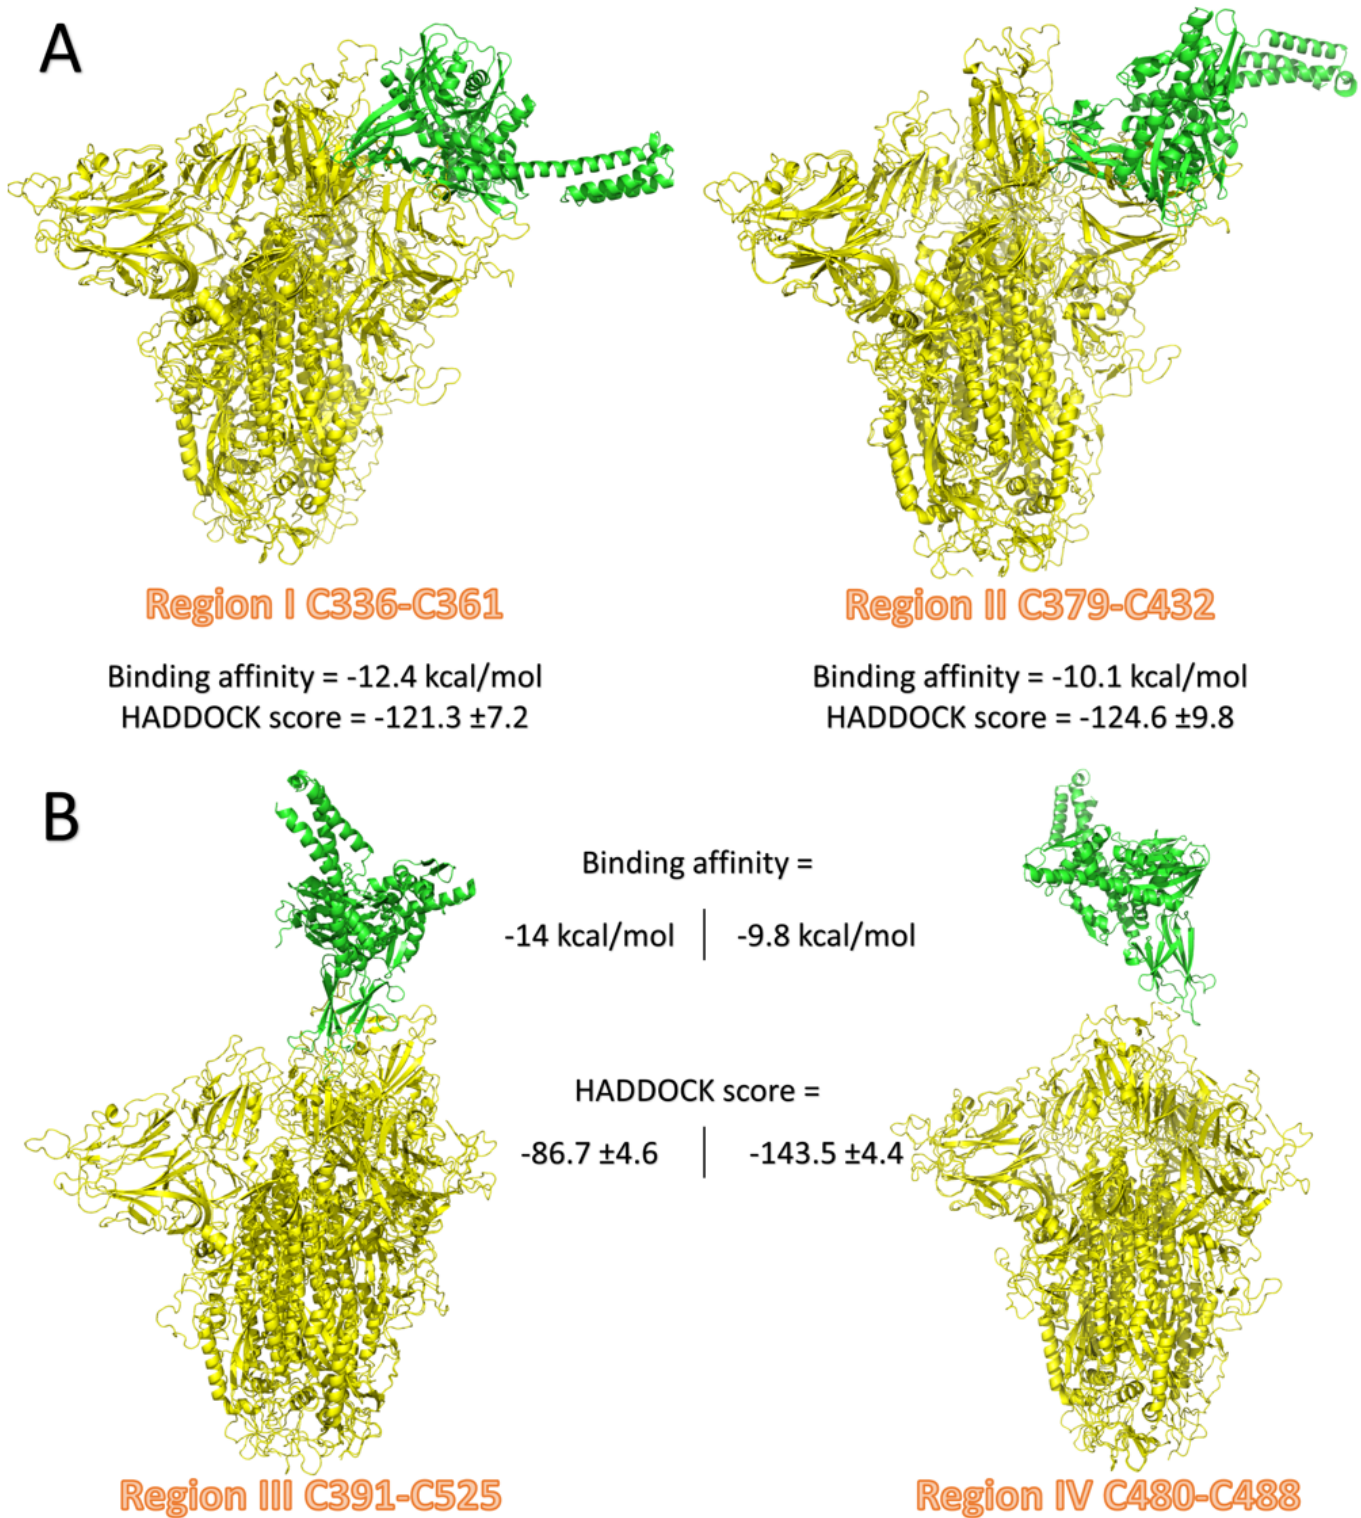 A
Region I C336-C361
Binding affinity = -12.4 kcal/mol
HADDOCK score = -121.3 ±7.2
Region II C379-C432
Binding affinity = -10.1 kcal/mol
HADDOCK score = -124.6 ±9.8
B
Binding affinity =
-14 kcal/mol | -9.8 kcal/mol
HADDOCK score =
-86.7 ±4.6 | -143.5 ±4.4
Region III C391-C525
Region IV C480-C488